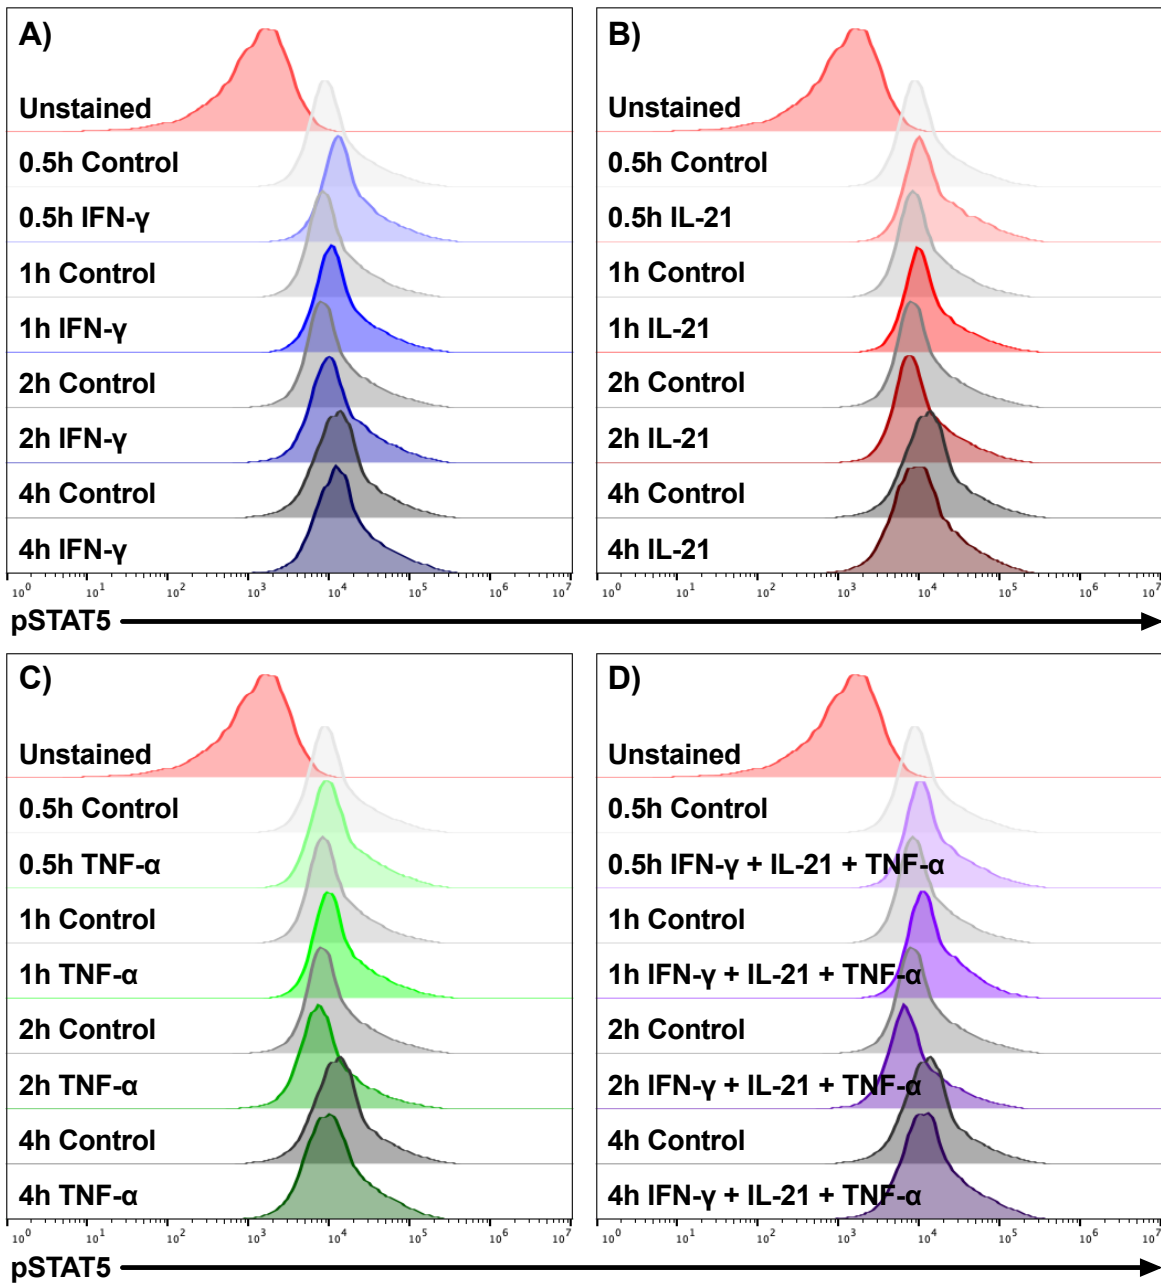 A)
Unstained
0.5h Control
0.5h IFN-γ
1h Control
1h IFN-γ
2h Control
2h IFN-γ
4h Control
4h IFN-γ
10^0 10^1 10^2 10^3 10^4 10^5 10^6 10^7
B)
Unstained
0.5h Control
0.5h IL-21
1h Control
1h IL-21
2h Control
2h IL-21
4h Control
4h IL-21
10^0 10^1 10^2 10^3 10^4 10^5 10^6 10^7
pSTAT5
C)
Unstained
0.5h Control
0.5h TNF-α
1h Control
1h TNF-α
2h Control
2h TNF-α
4h Control
4h TNF-α
10^0 10^1 10^2 10^3 10^4 10^5 10^6 10^7
D)
Unstained
0.5h Control
0.5h IFN-γ + IL-21 + TNF-α
1h Control
1h IFN-γ + IL-21 + TNF-α
2h Control
2h IFN-γ + IL-21 + TNF-α
4h Control
4h IFN-γ + IL-21 + TNF-α
10^0 10^1 10^2 10^3 10^4 10^5 10^6 10^7
pSTAT5